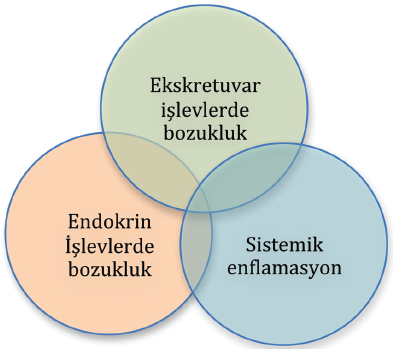 Ekskretuvar
işlevlerde
bozukluk
Endokrin
İşlevlerde
bozukluk
Sistemik
enflamasyon